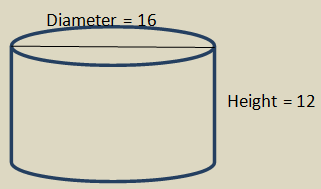 Diameter = 16
Height = 12